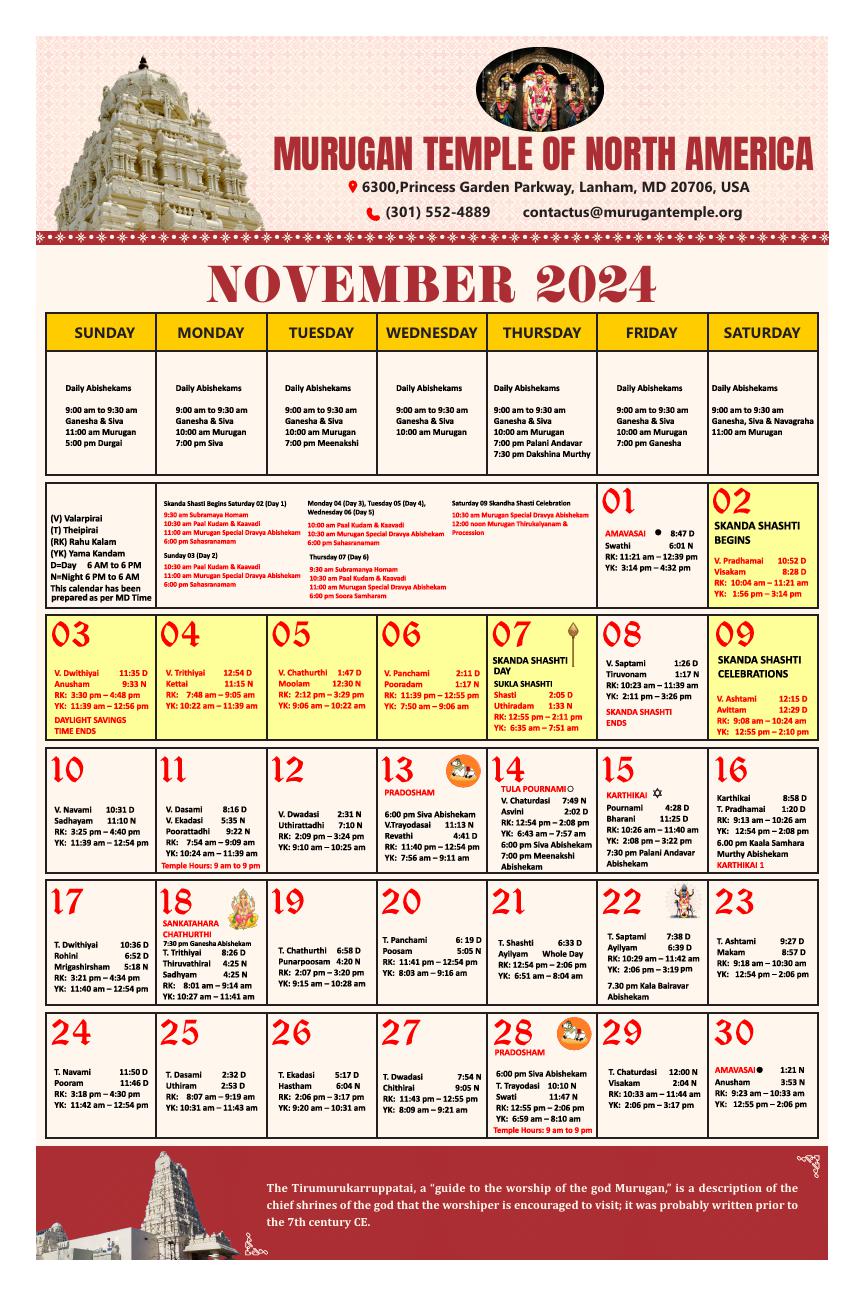 MURUGAN TEMPLE OF NORTH AMERICA
6300,Princess Garden Parkway, Lanham, MD 20706, USA
(301) 552-4889 contactus@murugantemple.org
NOVEMBER 2024
SUNDAY MONDAY TUESDAY WEDNESDAY THURSDAY FRIDAY SATURDAY
Daily Abishekams
9:00 am to 9:30 am
Ganesha & Siva
11:00 am Murugan
5:00 pm Durgai
Daily Abishekams
9:00 am to 9:30 am
Ganesha & Siva
10:00 am Murugan
7:00 pm Siva
Daily Abishekams
9:00 am to 9:30 am
Ganesha & Siva
10:00 am Murugan
7:00 pm Meenakshi
Daily Abishekams
9:00 am to 9:30 am
Ganesha & Siva
10:00 am Murugan
Daily Abishekams
9:00 am to 9:30 am
Ganesha & Siva
10:00 am Murugan
7:00 pm Palani Andavar
7:30 pm Dakshina Murthy
Daily Abishekams
9:00 am to 9:30 am
Ganesha & Siva
10:00 am Murugan
7:00 pm Ganesha
Daily Abishekams
9:00 am to 9:30 am
Ganesha, Siva & Navagraha
11:00 am Murugan
(V) Valarpirai
(T) Theipirai
(RK) Rahu Kalam
(YK) Yama Kandam
D=Day 6 AM to 6 PM
N=Night 6 PM to 6 AM
This calendar has been
prepared as per MD Time
Skanda Shasti Begins Saturday 02 (Day 1)
9:30 am Subramaya Homam
10:30 am Paal Kudam & Kaavadi
11:00 am Murugan Special Dravya Abishekam
6:00 pm Sahasranamam
Sunday 03 (Day 2)
10:30 am Paal Kudam & Kaavadi
11:00 am Murugan Special Dravya Abishekam
6:00 pm Sahasranamam
Monday 04 (Day 3), Tuesday 05 (Day 4),
Wednesday 06 (Day 5)
10:00 am Paal Kudam & Kaavadi
10:30 am Murugan Special Dravya Abishekam
6:00 pm Sahasranamam
Thursday 07 (Day 6)
9:30 am Subramanya Homam
10:30 am Paal Kudam & Kaavadi
11:00 am Murugan Special Dravya Abishekam
6:00 pm Soora Samharam
Saturday 09 Skandha Shasti Celebration
10:30 am Murugan Special Dravya Abishekam
12:00 noon Murugan Thirukalyanam &
Procession
01
AMAVASAI 8:47 D
Swathi 6:01 N
RK: 11:21 am – 12:39 pm
YK: 3:14 pm – 4:32 pm
02
SKANDA SHASHTI
BEGINS
V. Pradhamai 10:52 D
Visakam 8:28 D
RK: 10:04 am – 11:21 am
YK: 1:56 pm – 3:14 pm
03
V. Dwithiyai 11:35 D
Anusham 9:33 N
RK: 3:30 pm – 4:48 pm
YK: 11:39 am – 12:56 pm
DAYLIGHT SAVINGS
TIME ENDS
04
V. Trithiyai 12:54 D
Kettai 11:15 N
RK: 7:48 am – 9:05 am
YK: 10:22 am – 11:39 am
05
V. Chathurthi 1:47 D
Moolam 12:30 N
RK: 2:12 pm – 3:29 pm
YK: 9:06 am – 10:22 am
06
V. Panchami 2:11 D
Pooradam 1:17 N
RK: 11:39 pm – 12:55 pm
YK: 7:50 am – 9:06 am
07
SKANDA SHASHTI
DAY
SUKLA SHASHTI
Shasti 2:05 D
Uthiradam 1:33 N
RK: 12:55 pm – 2:11 pm
YK: 6:35 am – 7:51 am
08
V. Saptami 1:26 D
Tiruvonam 1:17 N
RK: 10:23 am – 11:39 am
YK: 2:11 pm – 3:26 pm
SKANDA SHASHTI
ENDS
09
SKANDA SHASHTI
CELEBRATIONS
V. Ashtami 12:15 D
Avittam 12:29 D
RK: 9:08 am – 10:24 am
YK: 12:55 pm – 2:10 pm
10
V. Navami 10:31 D
Sadhayam 11:10 N
RK: 3:25 pm – 4:40 pm
YK: 11:39 am – 12:54 pm
11
V. Dasami 8:16 D
V. Ekadasi 5:35 N
Poorattadhi 9:22 N
RK: 7:54 am – 9:09 am
YK: 10:24 am – 11:39 am
Temple Hours: 9 am to 9 pm
12
V. Dwadasi 2:31 N
Uthirattadhi 7:10 N
RK: 2:09 pm – 3:24 pm
YK: 9:10 am – 10:25 am
13
PRADOSHAM
6:00 pm Siva Abishekam
V.Trayodasai 11:13 N
Revathi 4:41 D
RK: 11:40 pm – 12:54 pm
YK: 7:56 am – 9:11 am
14
TULA POURNAMI
V. Chaturdasi 7:49 N
Asvini 2:02 D
RK: 12:54 pm – 2:08 pm
YK: 6:43 am – 7:57 am
6:00 pm Siva Abishekam
7:00 pm Meenakshi
Abishekam
15
KARTHIKAI
Pournami 4:28 D
Bharani 11:25 D
RK: 10:26 am – 11:40 am
YK: 2:08 pm – 3:22 pm
7:30 pm Palani Andavar
Abishekam
16
Karthikai 8:58 D
T. Pradhamai 1:20 D
RK: 9:13 am – 10:26 am
YK: 12:54 pm – 2:08 pm
6.00 pm Kaala Samhara
Murthy Abishekam
KARTHIKAI 1
17
T. Dwithiyai 10:36 D
Rohini 6:52 D
Mrigashirsham 5:18 N
RK: 3:21 pm – 4:34 pm
YK: 11:40 am – 12:54 pm
18
SANKATAHARA
CHATHURTHI
7:30 pm Ganesha Abishekam
T. Trithiyai 8:26 D
Thiruvathirai 4:25 N
Sadhyam 4:25 N
RK: 8:01 am – 9:14 am
YK: 10:27 am – 11:41 am
19
T. Chathurthi 6:58 D
Punarpoosam 4:20 N
RK: 2:07 pm – 3:20 pm
YK: 9:15 am – 10:28 am
20
T. Panchami 6: 19 D
Poosam 5:05 N
RK: 11:41 pm – 12:54 pm
YK: 8:03 am – 9:16 am
21
T. Shashti 6:33 D
Ayilyam Whole Day
RK: 12:54 pm – 2:06 pm
YK: 6:51 am – 8:04 am
22
T. Saptami 7:38 D
Ayilyam 6:39 D
RK: 10:29 am – 11:42 am
YK: 2:06 pm – 3:19 pm
7.30 pm Kala Bairavar
Abishekam
23
T. Ashtami 9:27 D
Makam 8:57 D
RK: 9:18 am – 10:30 am
YK: 12:54 pm – 2:06 pm
24
T. Navami 11:50 D
Pooram 11:46 D
RK: 3:18 pm – 4:30 pm
YK: 11:42 am – 12:54 pm
25
T. Dasami 2:32 D
Uthiram 2:53 D
RK: 8:07 am – 9:19 am
YK: 10:31 am – 11:43 am
26
T. Ekadasi 5:17 D
Hastham 6:04 N
RK: 2:06 pm – 3:17 pm
YK: 9:20 am – 10:31 am
27
T. Dwadasi 7:54 N
Chithirai 9:05 N
RK: 11:43 pm – 12:55 pm
YK: 8:09 am – 9:21 am
28
PRADOSHAM
6:00 pm Siva Abishekam
T. Trayodasi 10:10 N
Swati 11:47 N
RK: 12:55 pm – 2:06 pm
YK: 6:59 am – 8:10 am
Temple Hours: 9 am to 9 pm
29
T. Chaturdasi 12:00 N
Visakam 2:04 N
RK: 10:33 am – 11:44 am
YK: 2:06 pm – 3:17 pm
30
AMAVASAI 1:21 N
Anusham 3:53 N
RK: 9:23 am – 10:33 am
YK: 12:55 pm – 2:06 pm
The Tirumurukarruppatai, a “guide to the worship of the god Murugan,” is a description of the
chief shrines of the god that the worshiper is encouraged to visit; it was probably written prior to
the 7th century CE.